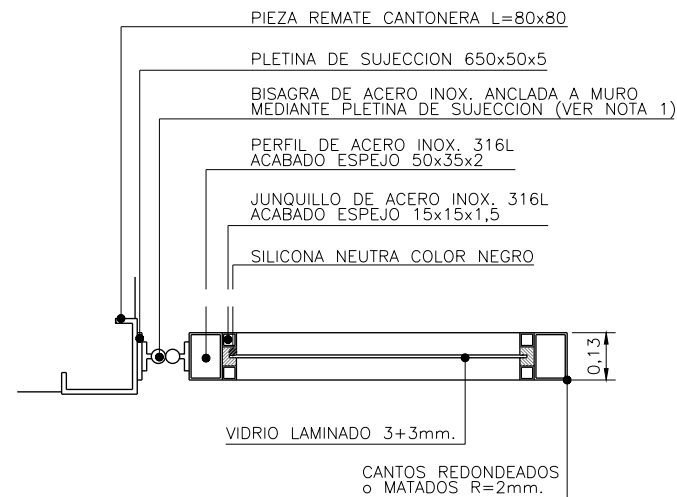 PIEZA REMATE CANTONERA L=80x80
PLETINA DE SUJECCION 650x50x5
BISAGRA DE ACERO INOX. ANCLADA A MURO
MEDIANTE PLETINA DE SUJECCION (VER NOTA 1)
PERFIL DE ACERO INOX. 316L
ACABADO ESPEJO 50x35x2
JUNQUILLO DE ACERO INOX. 316L
ACABADO ESPEJO 15x15x1,5
SILICONA NEUTRA COLOR NEGRO
0,13
VIDRIO LAMINADO 3+3mm.
CANTOS REDONDEADOS
o MATADOS R=2mm.